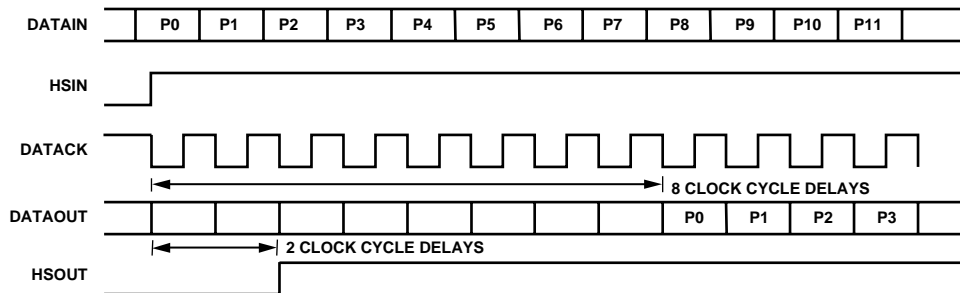 DATAIN P0 P1 P2 P3 P4 P5 P6 P7 P8 P9 P10 P11
HSIN
DATACK
8 CLOCK CYCLE DELAYS
DATAOUT P0 P1 P2 P3
2 CLOCK CYCLE DELAYS
HSOUT